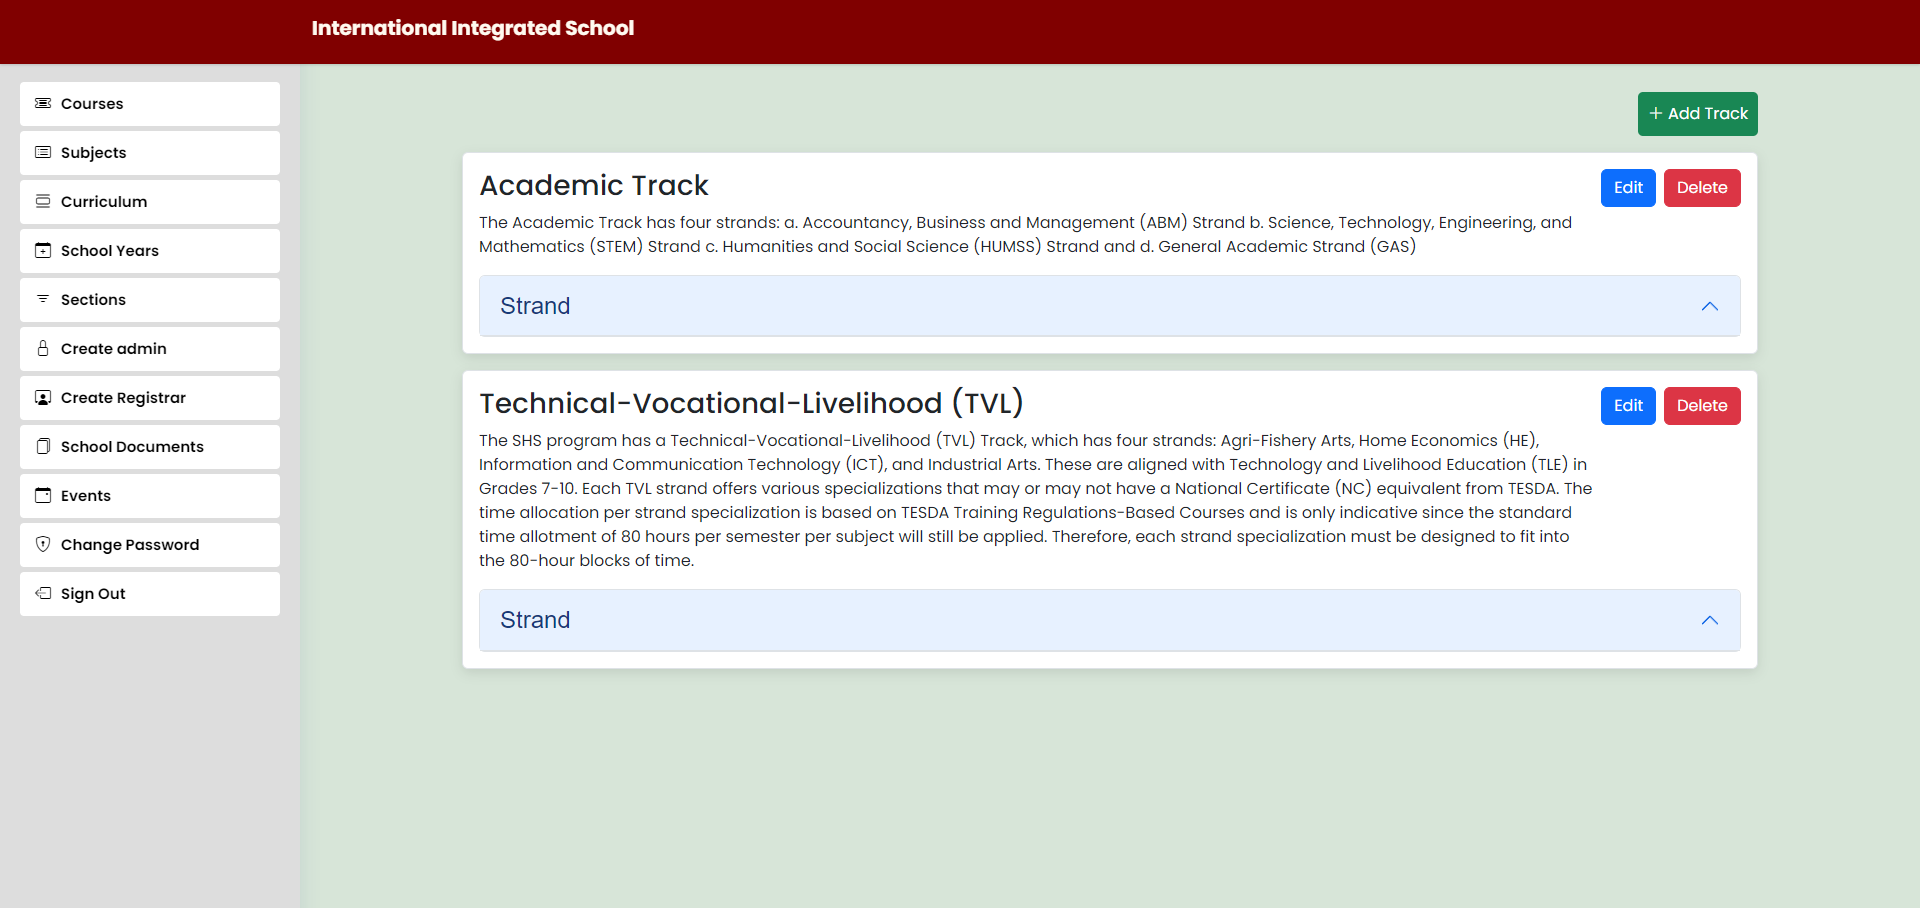 International Integrated School
Courses
Subjects
Curriculum
School Years
Sections
Create admin
Create Registrar
School Documents
Events
Change Password
Sign Out
+ Add Track
Academic Track
Edit
Delete
The Academic Track has four strands: a. Accountancy, Business and Management (ABM) Strand b. Science, Technology, Engineering, and
Mathematics (STEM) Strand c. Humanities and Social Science (HUMSS) Strand and d. General Academic Strand (GAS)
Strand
Technical-Vocational-Livelihood (TVL)
Edit
Delete
The SHS program has a Technical-Vocational-Livelihood (TVL) Track, which has four strands: Agri-Fishery Arts, Home Economics (HE),
Information and Communication Technology (ICT), and Industrial Arts. These are aligned with Technology and Livelihood Education (TLE) in
Grades 7-10. Each TVL strand offers various specializations that may or may not have a National Certificate (NC) equivalent from TESDA. The
time allocation per strand specialization is based on TESDA Training Regulations-Based Courses and is only indicative since the standard
time allotment of 80 hours per semester per subject will still be applied. Therefore, each strand specialization must be designed to fit into
the 80-hour blocks of time.
Strand